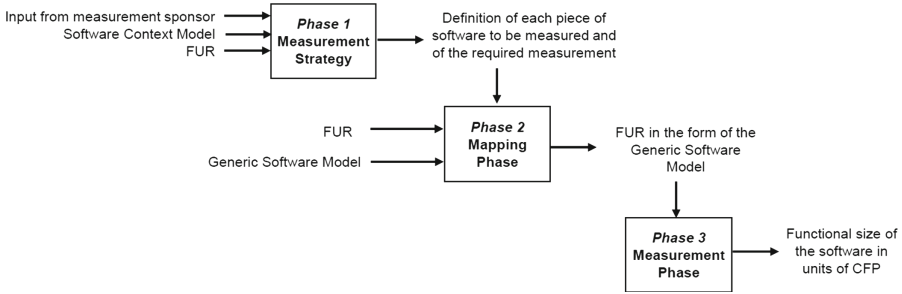 Input from measurement sponsor
Software Context Model
FUR
Phase 1
Measurement
Strategy
Definition of each piece of
software to be measured and
of the required measurement
FUR
Generic Software Model
Phase 2
Mapping
Phase
FUR in the form of the
Generic Software
Model
Phase 3
Measurement
Phase
Functional size of
the software in
units of CFP